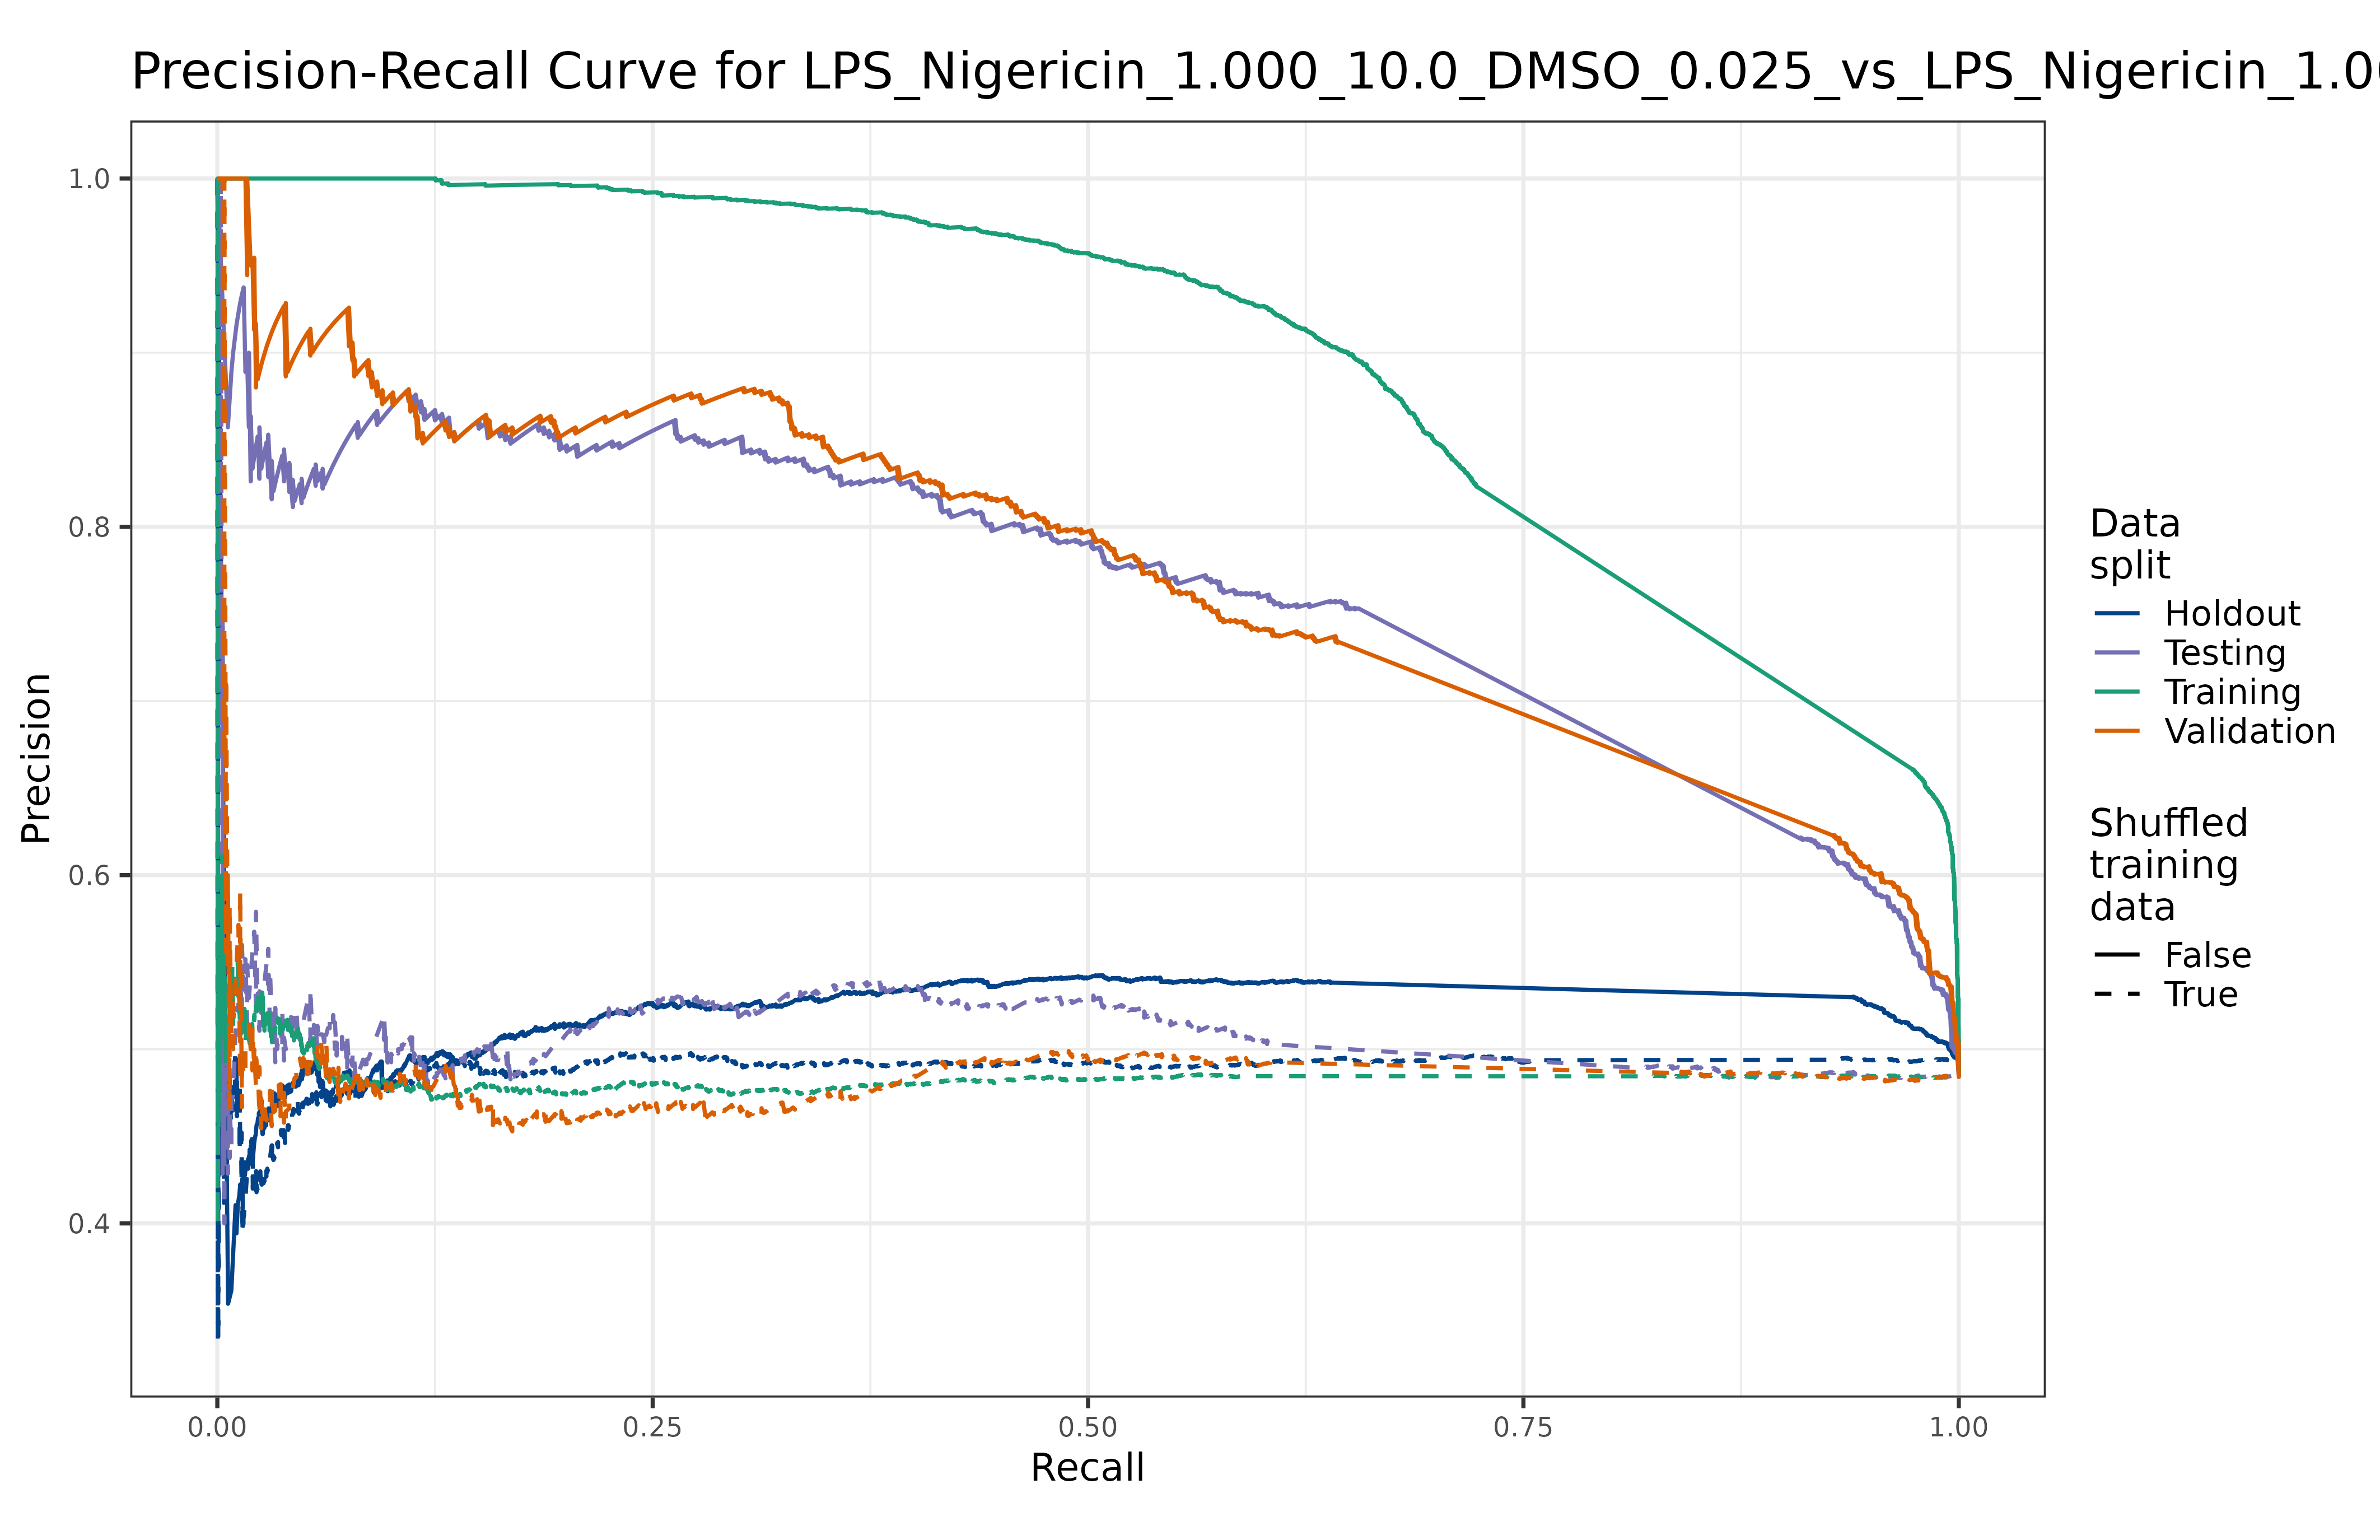 Precision-Recall Curve for LPS_Nigericin_1.000_10.0_DMSO_0.025_vs_LPS_Nigericin_1.0
Precision
1.0
0.8
0.6
0.4
0.00 0.25 0.50 0.75 1.00
Recall
Data
split
Holdout
Testing
Training
Validation
Shuffled
training
data
False
True